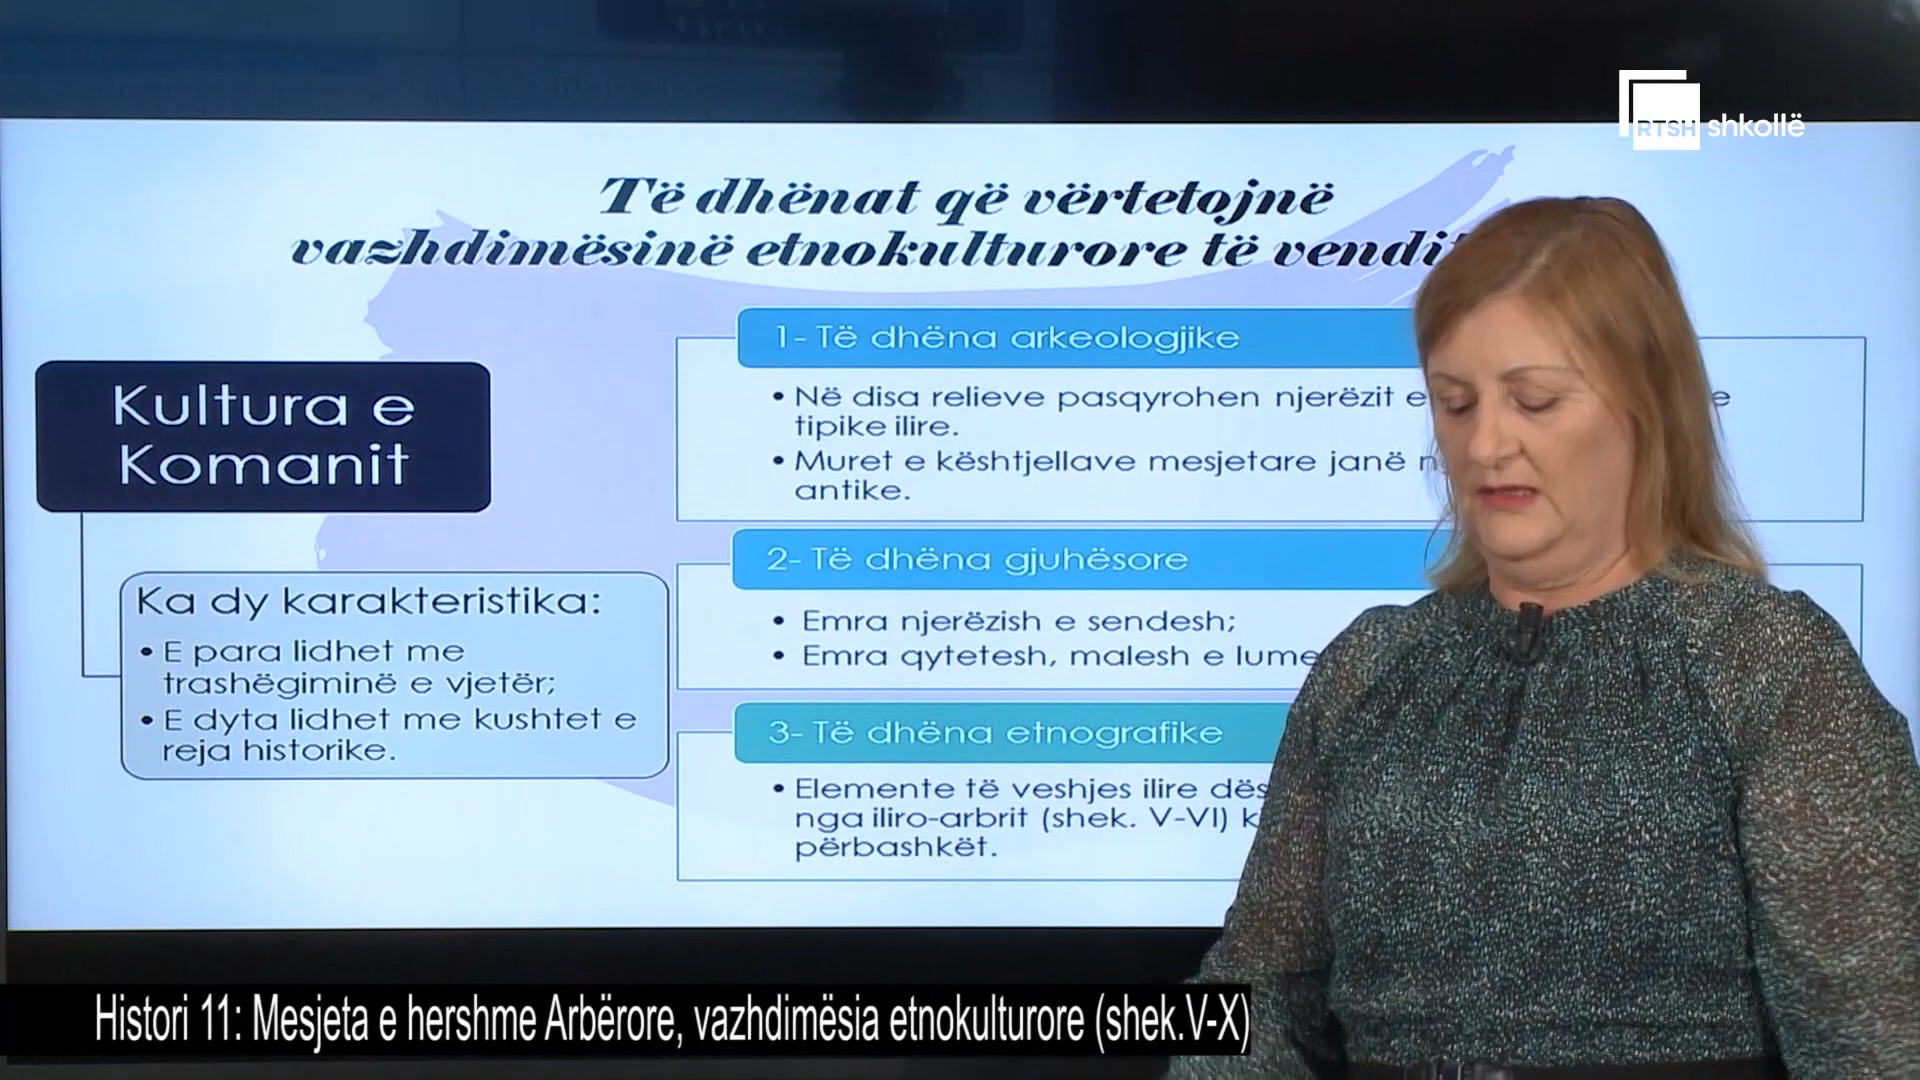 RTSH shkollë
Të dhënat që vërtetojnë
vazhdimësinë etnokulturore të
Kultura e
Komanit
Ka dy karakteristika:
• E para lidhet me
trashëgiminë e vjetër;
• E dyta lidhet me kushtet e
reja historike.
1- Të dhëna arkeologjike
• Në disa relieve pasqyrohen njerëzit
tipike ilire.
• Muret e kështjellave mesjetare janë
antike.
2- Të dhëna gjuhësore
• Emra njerëzish e sendesh;
• Emra qytetesh, malesh e
3- Të dhëna etnografike
• Elemente të veshjes ilire
nga iliro-arbrit (shek. V-VI)
përbashkët.
Histori 11: Mesjeta e hershme Arbërore, vazhdimësia etnokulturore (shek.V-X)